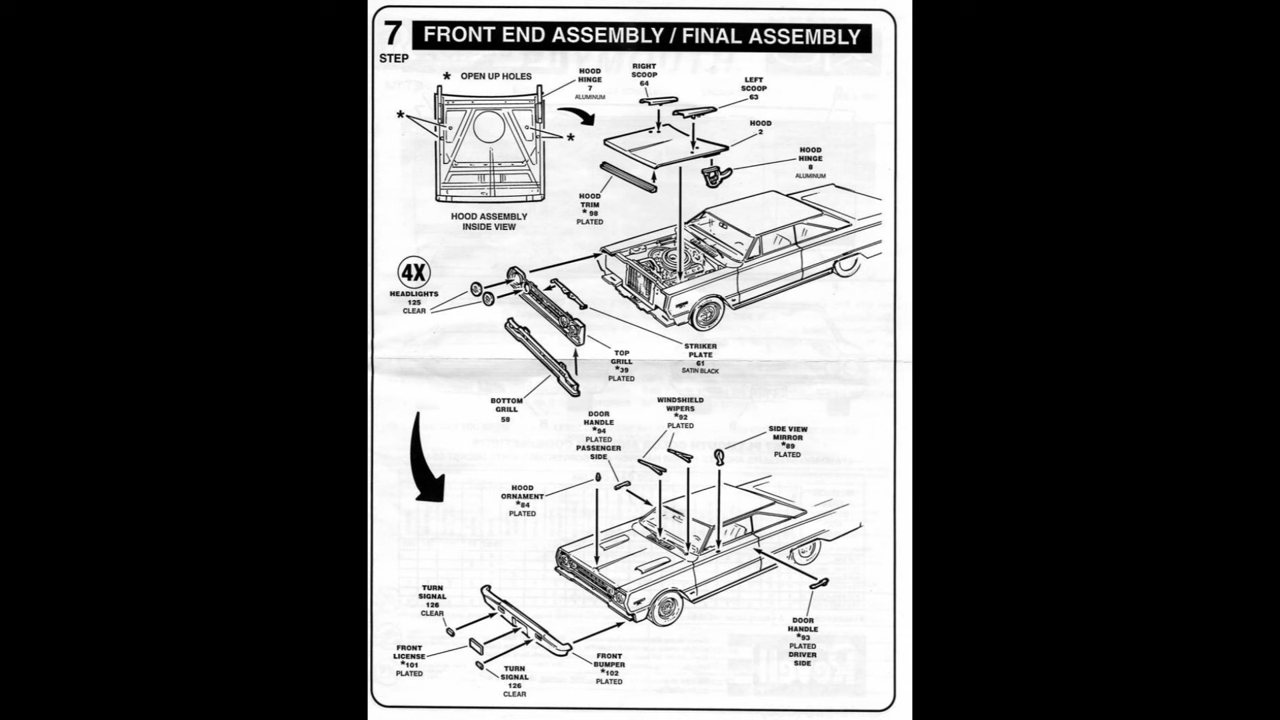 7
STEP
FRONT END ASSEMBLY / FINAL ASSEMBLY
* OPEN UP HOLES
HOOD
HINGE
7
ALUMINUM
RIGHT
SCOOP
64
LEFT
SCOOP
63
HOOD
2
HOOD
HINGE
8
ALUMINUM
*
*
HOOD
TRIM
*98
PLATED
HOOD ASSEMBLY
INSIDE VIEW
4X
HEADLIGHTS
125
CLEAR
STRIKER
PLATE
61
SATIN BLACK
TOP
GRILL
*39
PLATED
BOTTOM
GRILL
58
DOOR
HANDLE
*94
PLATED
PASSENGER
SIDE
WINDSHIELD
WIPERS
*92
PLATED
SIDE VIEW
MIRROR
*89
PLATED
HOOD
ORNAMENT
*84
PLATED
TURN
SIGNAL
126
CLEAR
FRONT
LICENSE
*101
PLATED
TURN
SIGNAL
126
CLEAR
FRONT
BUMPER
*102
PLATED
DOOR
HANDLE
*93
PLATED
DRIVER
SIDE